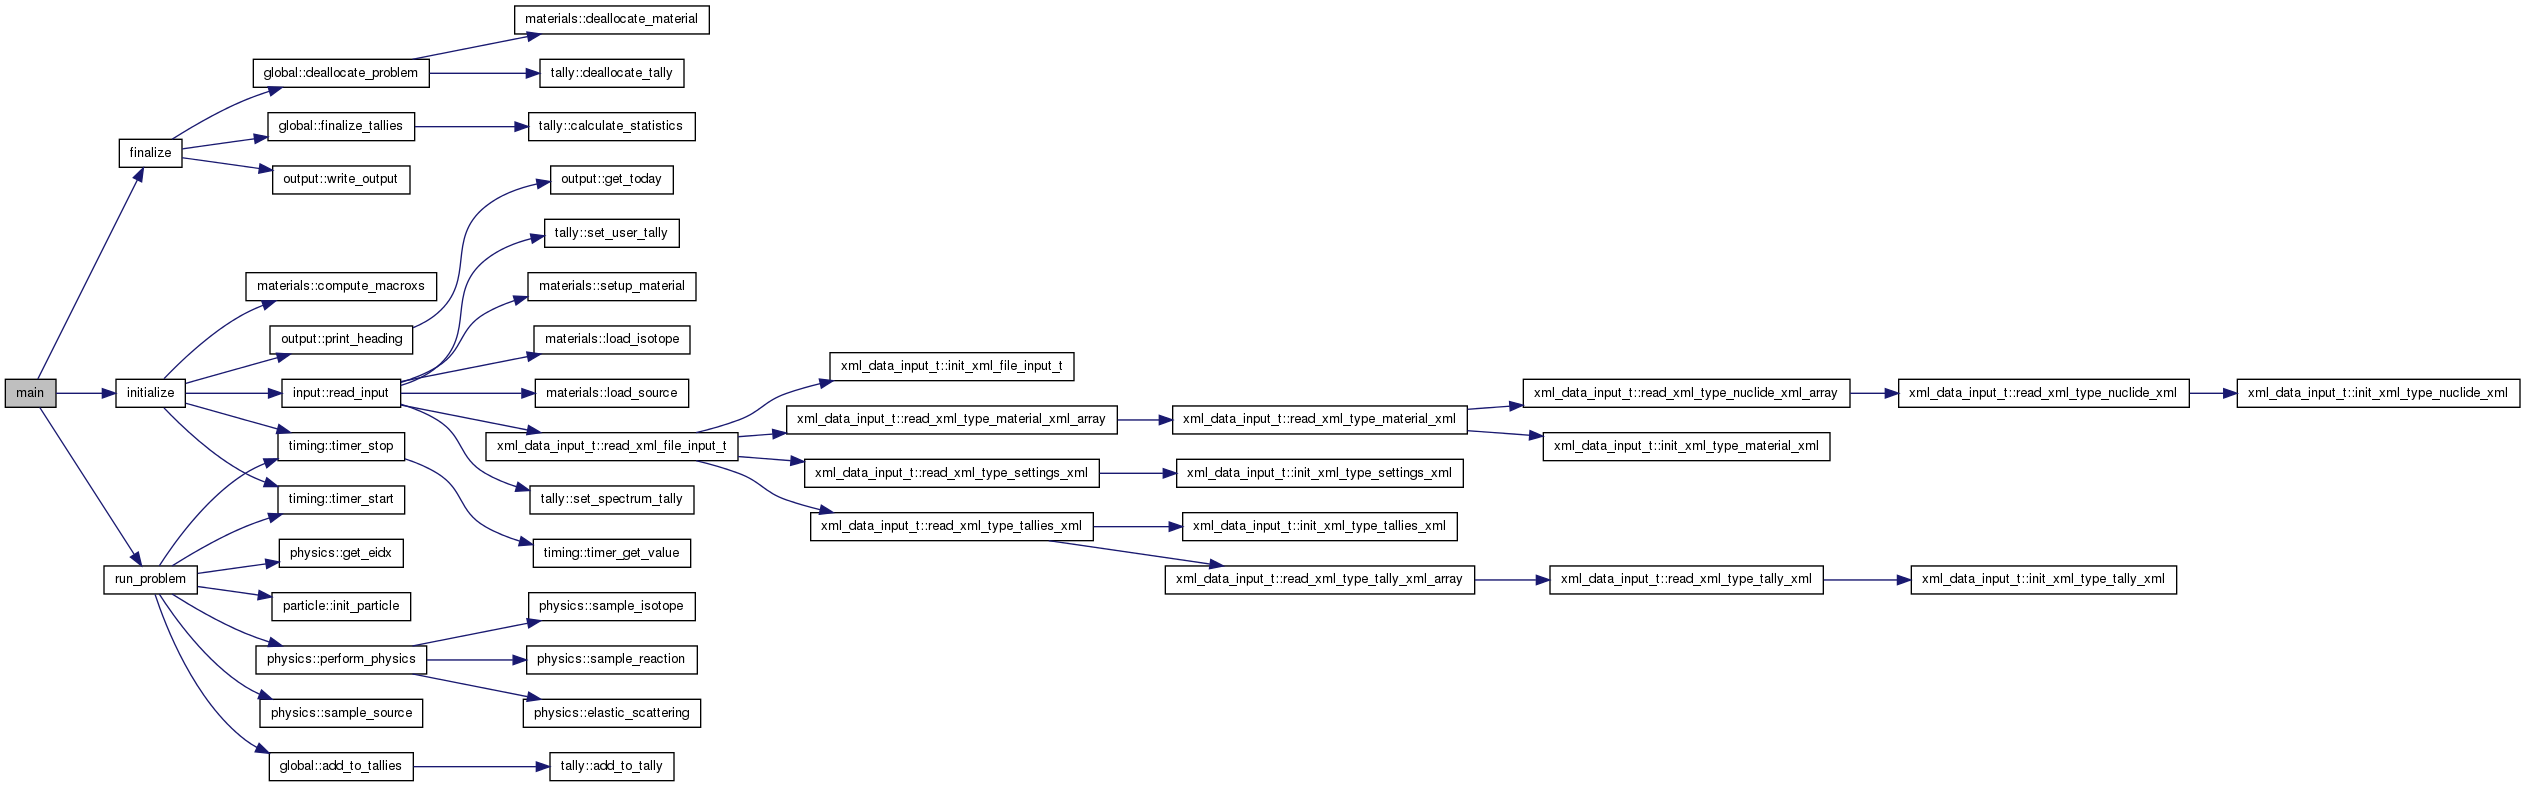 materials::deallocate_material
global::deallocate_problem
tally::deallocate_tally
global::finalize_tallies
tally::calculate_statistics
finalize
output::write_output
output::get_today
tally::set_user_tally
materials::compute_macroxs
materials::setup_material
output::print_heading
materials::load_isotope
xml_data_input_t::init_xml_file_input_t
main
initialize
input::read_input
materials::load_source
xml_data_input_t::read_xml_type_nuclide_xml_array
xml_data_input_t::read_xml_type_nuclide_xml
xml_data_input_t::init_xml_type_nuclide_xml
xml_data_input_t::read_xml_type_material_xml_array
xml_data_input_t::read_xml_type_material_xml
timing::timer_stop
xml_data_input_t::read_xml_file_input_t
xml_data_input_t::init_xml_type_material_xml
xml_data_input_t::read_xml_type_settings_xml
xml_data_input_t::init_xml_type_settings_xml
timing::timer_start
tally::set_spectrum_tally
xml_data_input_t::read_xml_type_tallies_xml
xml_data_input_t::init_xml_type_tallies_xml
physics::get_eidx
timing::timer_get_value
run_problem
xml_data_input_t::read_xml_type_tally_xml_array
xml_data_input_t::read_xml_type_tally_xml
xml_data_input_t::init_xml_type_tally_xml
particle::init_particle
physics::sample_isotope
physics::perform_physics
physics::sample_reaction
physics::sample_source
physics::elastic_scattering
global::add_to_tallies
tally::add_to_tally